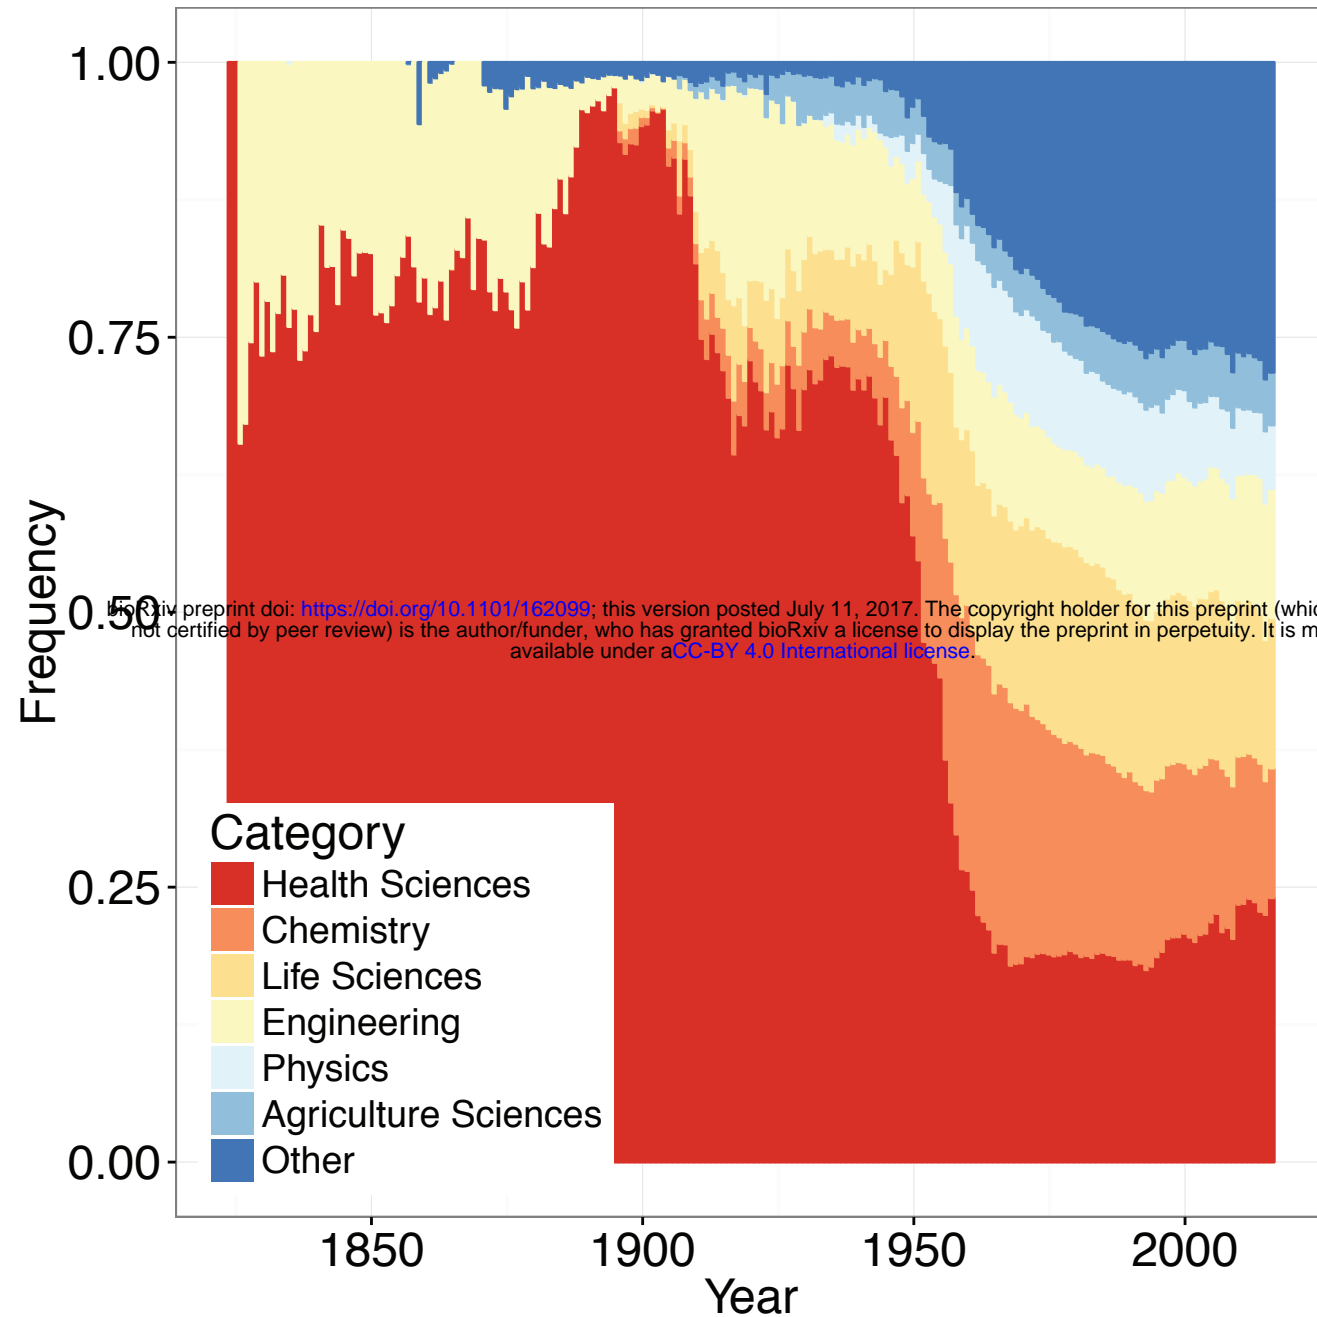 1.00
0.75
0.50
0.25
0.00
Frequency
bioRxiv preprint doi: https://doi.org/10.1101/162099; this version posted July 11, 2017. The copyright holder for this preprint
not certified by peer review) is the author/funder, who has granted bioRxiv a license to display the preprint in perpetuity. It is
available under aCC-BY 4.0 International license.
Category
Health Sciences
Chemistry
Life Sciences
Engineering
Physics
Agriculture Sciences
Other
1850 1900 1950 2000
Year